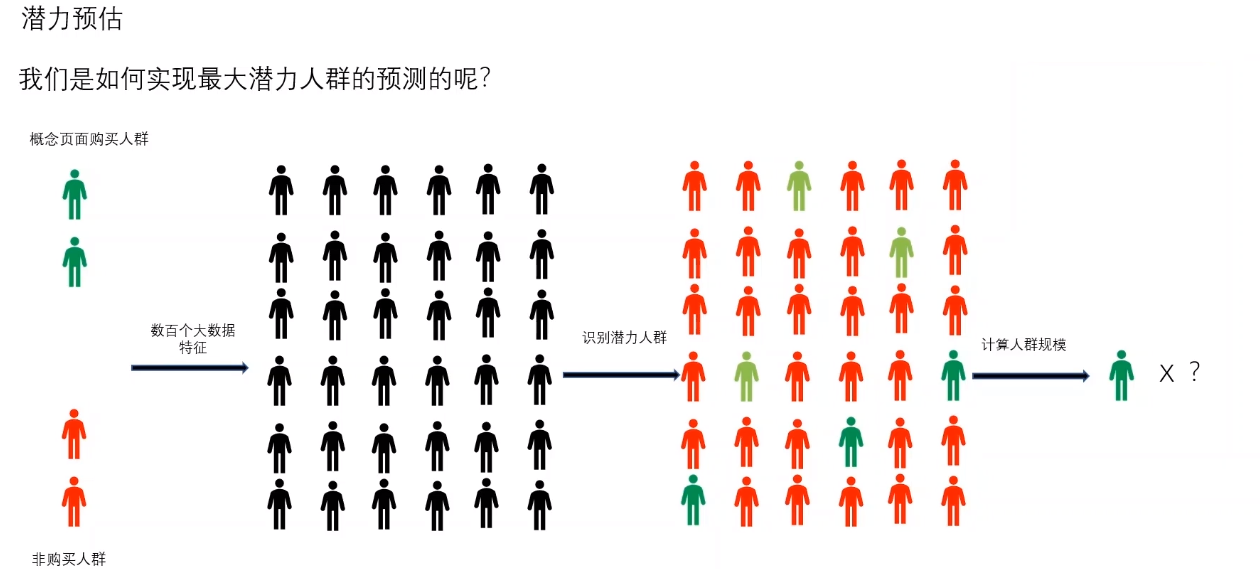 潜力预估
我们是如何实现最大潜力人群的预测的呢？
概念页面购买人群
数百个大数据
特征
识别潜力人群
计算人群规模
X ？
非购买人群